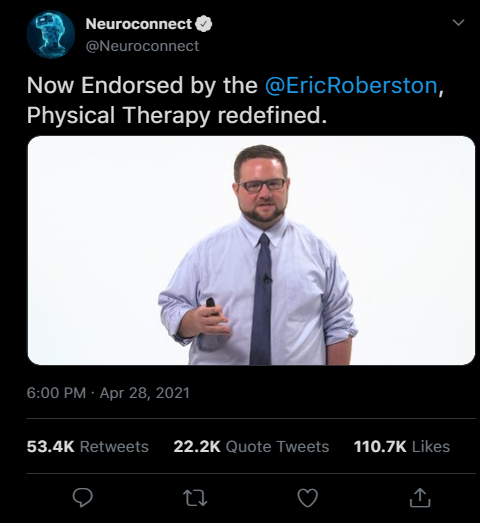 Neuroconnect
@Neuroconnect
Now Endorsed by the @EricRoberston,
Physical Therapy redefined.
6:00 PM · Apr 28, 2021
53.4K Retweets 22.2K Quote Tweets 110.7K Likes